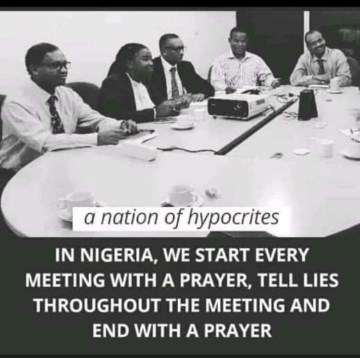 a nation of hypocrites
IN NIGERIA, WE START EVERY
MEETING WITH A PRAYER, TELL LIES
THROUGHOUT THE MEETING AND
END WITH A PRAYER